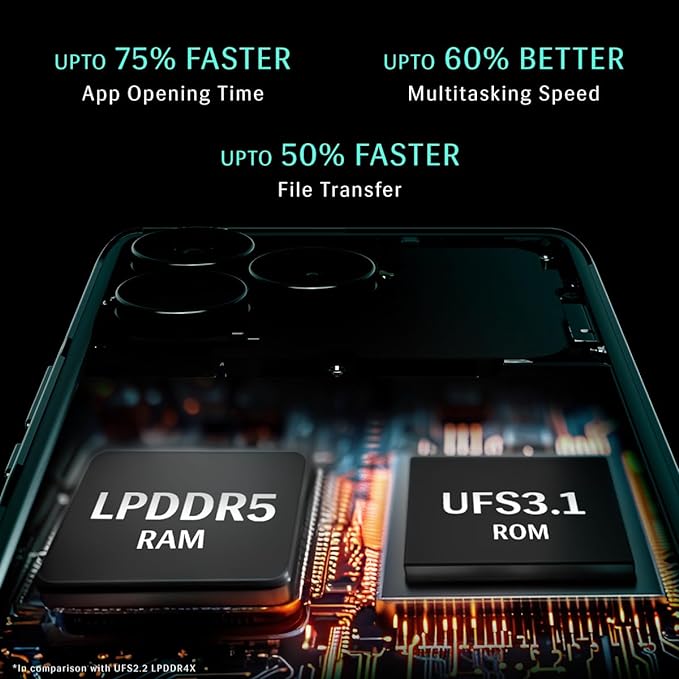 UPTO 75% FASTER
App Opening Time
UPTO 60% BETTER
Multitasking Speed
UPTO 50% FASTER
File Transfer
LPDDR5
RAM
UFS3.1
ROM
*In comparison with UFS2.2 LPDDR4X